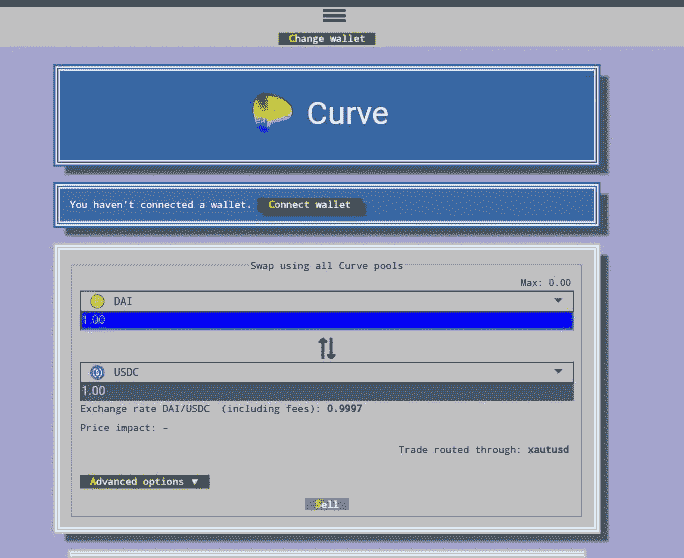 Change wallet
Curve
You haven't connected a wallet. Connect wallet
Swap using all Curve pools
Max: 0.00
DAI
1.00
USDC
1.00
Exchange rate DAI/USDC (including fees): 0.9997
Price impact: -
Trade routed through: xautusd
Advanced options ▼
Sell